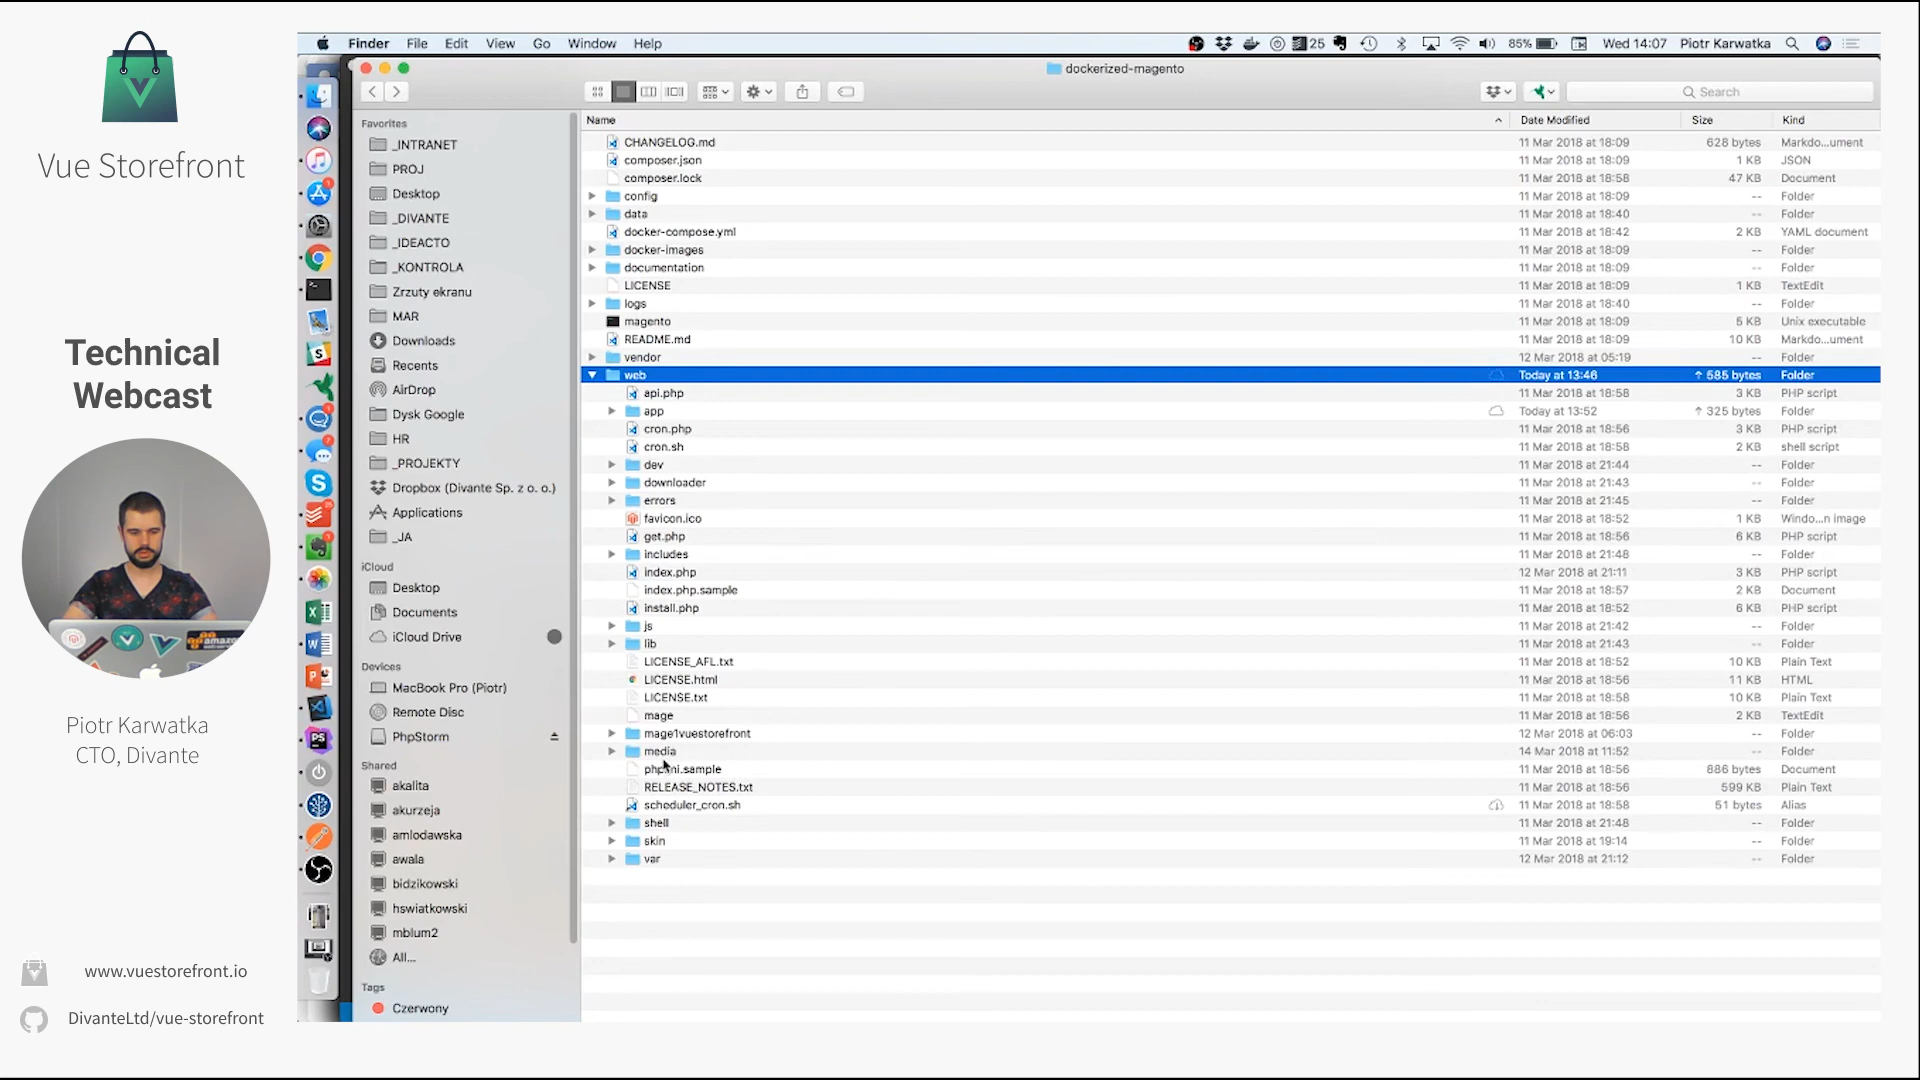 Vue Storefront
Technical
Webcast
Piotr Karwatka
CTO, Divante
www.vuestorefront.io
DivanteLtd/vue-storefront
Finder File Edit View Go Window Help
25 85% Wed 14:07 Piotr Karwatka
dockerized-magento
Search
Favorites
_INTRANET
PROJ
Desktop
_DIVANTE
_IDEACTO
_KONTROLA
Zrzuty ekranu
MAR
Downloads
Recents
AirDrop
Dysk Google
HR
_PROJEKTY
Dropbox (Divante Sp. z o. o.)
Applications
_JA
iCloud
Desktop
Documents
iCloud Drive
Devices
MacBook Pro (Piotr)
Remote Disc
PhpStorm
Shared
akalita
akurzeja
amlodawska
awala
bidzikowski
hswiatkowski
mblum2
All...
Tags
Czerwony
Name Date Modified Size Kind
CHANGELOG.md 11 Mar 2018 at 18:09 628 bytes Markdo...ument
composer.json 11 Mar 2018 at 18:09 1 KB JSON
composer.lock 11 Mar 2018 at 18:58 47 KB Document
config 11 Mar 2018 at 18:09 -- Folder
data 11 Mar 2018 at 18:40 -- Folder
docker-compose.yml 11 Mar 2018 at 18:42 2 KB YAML document
docker-images 11 Mar 2018 at 18:09 -- Folder
documentation 11 Mar 2018 at 18:09 -- Folder
LICENSE 11 Mar 2018 at 18:09 1 KB TextEdit
logs 11 Mar 2018 at 18:40 -- Folder
magento 11 Mar 2018 at 18:09 5 KB Unix executable
README.md 11 Mar 2018 at 18:09 10 KB Markdo...ument
vendor 12 Mar 2018 at 05:19 -- Folder
web Today at 13:46 ↑ 585 bytes Folder
api.php 11 Mar 2018 at 18:58 3 KB PHP script
app Today at 13:52 ↑ 325 bytes Folder
cron.php 11 Mar 2018 at 18:56 3 KB PHP script
cron.sh 11 Mar 2018 at 18:58 2 KB shell script
dev 11 Mar 2018 at 21:44 -- Folder
downloader 11 Mar 2018 at 21:43 -- Folder
errors 11 Mar 2018 at 21:45 -- Folder
favicon.ico 11 Mar 2018 at 18:52 1 KB Windo...n image
get.php 11 Mar 2018 at 18:56 6 KB PHP script
includes 11 Mar 2018 at 21:48 -- Folder
index.php 12 Mar 2018 at 21:11 3 KB PHP script
index.php.sample 11 Mar 2018 at 18:57 2 KB Document
install.php 11 Mar 2018 at 18:52 6 KB PHP script
js 11 Mar 2018 at 21:42 -- Folder
lib 11 Mar 2018 at 21:43 -- Folder
LICENSE_AFL.txt 11 Mar 2018 at 18:52 10 KB Plain Text
LICENSE.html 11 Mar 2018 at 18:56 11 KB HTML
LICENSE.txt 11 Mar 2018 at 18:58 10 KB Plain Text
mage 11 Mar 2018 at 18:56 2 KB TextEdit
mage1vuestorefront 12 Mar 2018 at 06:03 -- Folder
media 14 Mar 2018 at 11:52 -- Folder
php.ini.sample 11 Mar 2018 at 18:56 886 bytes Document
RELEASE_NOTES.txt 11 Mar 2018 at 18:56 599 KB Plain Text
scheduler_cron.sh 11 Mar 2018 at 18:58 51 bytes Alias
shell 11 Mar 2018 at 21:48 -- Folder
skin 11 Mar 2018 at 19:14 -- Folder
var 12 Mar 2018 at 21:12 -- Folder